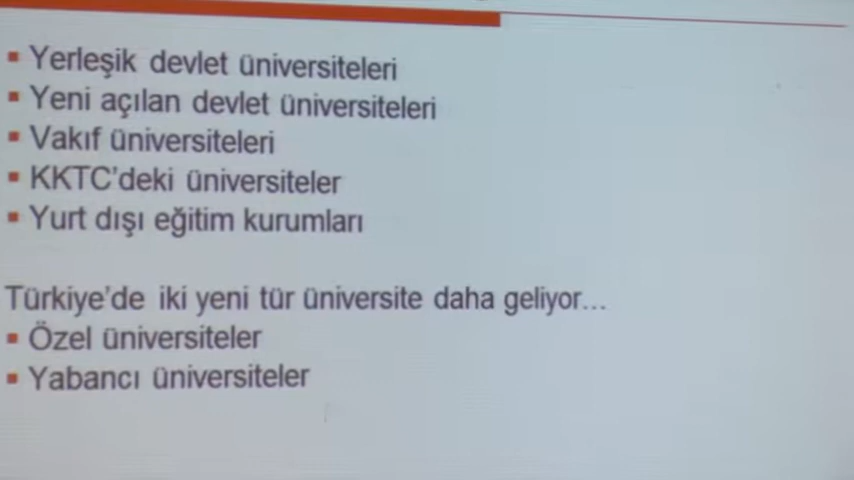 ▪ Yerleşik devlet üniversiteleri
▪ Yeni açılan devlet üniversiteleri
▪ Vakıf üniversiteleri
▪ KKTC'deki üniversiteler
▪ Yurt dışı eğitim kurumları
Türkiye'de iki yeni tür üniversite daha geliyor...
▪ Özel üniversiteler
▪ Yabancı üniversiteler